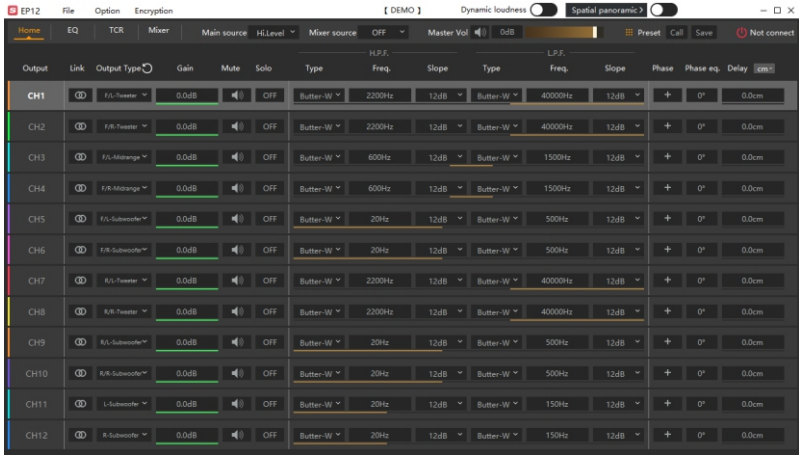 S EP12 File Option Encryption [ DEMO ] Dynamic loudness Spatial panoramic >
Home EQ TCR Mixer Main source Hi.Level Mixer source OFF Master Vol 0dB Preset Call Save Not connect
H.P.F. L.P.F.
Output Link Output Type Gain Mute Solo Type Freq. Slope Type Freq. Slope Phase Phase eq. Delay cm
CH1 F/L-Tweeter 0.0dB OFF Butter-W 2200Hz 12dB Butter-W 40000Hz 12dB + 0° 0.0cm
CH2 F/R-Tweeter 0.0dB OFF Butter-W 2200Hz 12dB Butter-W 40000Hz 12dB + 0° 0.0cm
CH3 F/L-Midrange 0.0dB OFF Butter-W 600Hz 12dB Butter-W 1500Hz 12dB + 0° 0.0cm
CH4 F/R-Midrange 0.0dB OFF Butter-W 600Hz 12dB Butter-W 1500Hz 12dB + 0° 0.0cm
CH5 F/L-Subwoofer 0.0dB OFF Butter-W 20Hz 12dB Butter-W 500Hz 12dB + 0° 0.0cm
CH6 F/R-Subwoofer 0.0dB OFF Butter-W 20Hz 12dB Butter-W 500Hz 12dB + 0° 0.0cm
CH7 R/L-Tweeter 0.0dB OFF Butter-W 2200Hz 12dB Butter-W 40000Hz 12dB + 0° 0.0cm
CH8 R/R-Tweeter 0.0dB OFF Butter-W 2200Hz 12dB Butter-W 40000Hz 12dB + 0° 0.0cm
CH9 R/L-Subwoofer 0.0dB OFF Butter-W 20Hz 12dB Butter-W 500Hz 12dB + 0° 0.0cm
CH10 R/R-Subwoofer 0.0dB OFF Butter-W 20Hz 12dB Butter-W 500Hz 12dB + 0° 0.0cm
CH11 L-Subwoofer 0.0dB OFF Butter-W 20Hz 12dB Butter-W 150Hz 12dB + 0° 0.0cm
CH12 R-Subwoofer 0.0dB OFF Butter-W 20Hz 12dB Butter-W 150Hz 12dB + 0° 0.0cm